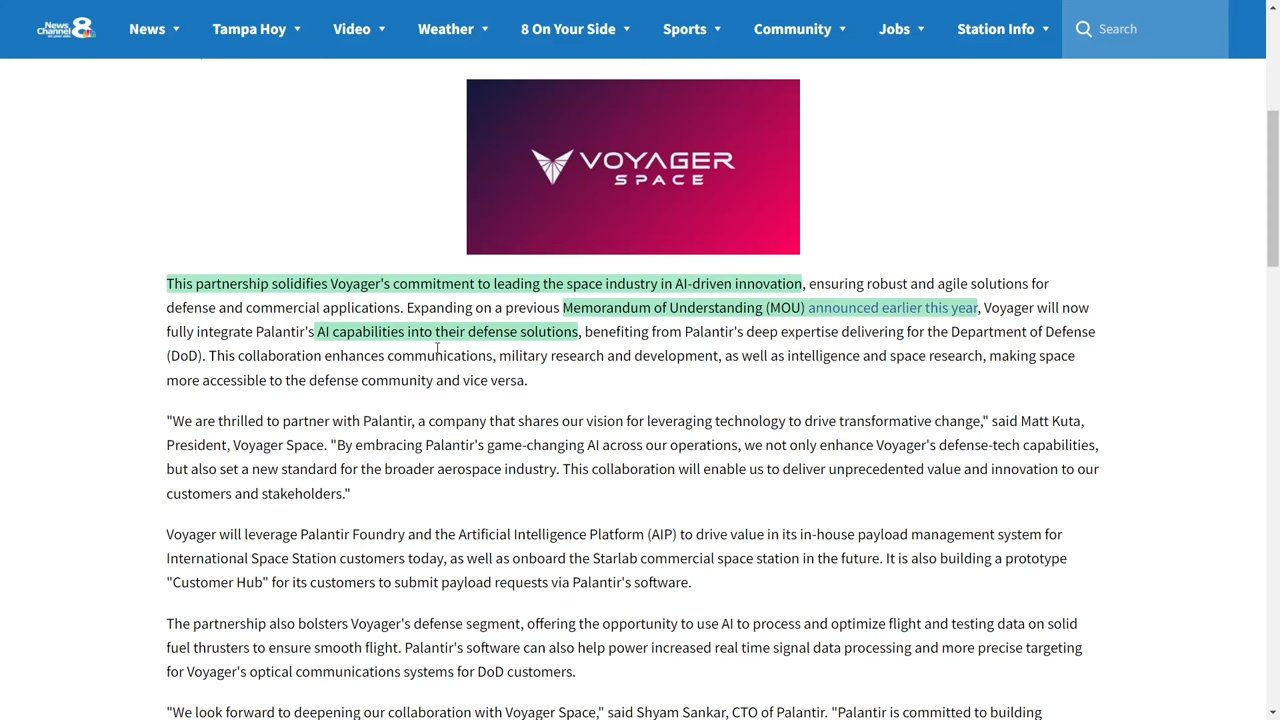 News
Channel 8
News
Tampa Hoy
Video
Weather
8 On Your Side
Sports
Community
Jobs
Station Info
Search
VOYAGER
SPACE
This partnership solidifies Voyager's commitment to leading the space industry in AI-driven innovation, ensuring robust and agile solutions for
defense and commercial applications. Expanding on a previous Memorandum of Understanding (MOU) announced earlier this year, Voyager will now
fully integrate Palantir's AI capabilities into their defense solutions, benefiting from Palantir's deep expertise delivering for the Department of Defense
(DoD). This collaboration enhances communications, military research and development, as well as intelligence and space research, making space
more accessible to the defense community and vice versa.
"We are thrilled to partner with Palantir, a company that shares our vision for leveraging technology to drive transformative change," said Matt Kuta,
President, Voyager Space. "By embracing Palantir's game-changing AI across our operations, we not only enhance Voyager's defense-tech capabilities,
but also set a new standard for the broader aerospace industry. This collaboration will enable us to deliver unprecedented value and innovation to our
customers and stakeholders."
Voyager will leverage Palantir Foundry and the Artificial Intelligence Platform (AIP) to drive value in its in-house payload management system for
International Space Station customers today, as well as onboard the Starlab commercial space station in the future. It is also building a prototype
"Customer Hub" for its customers to submit payload requests via Palantir's software.
The partnership also bolsters Voyager's defense segment, offering the opportunity to use AI to process and optimize flight and testing data on solid
fuel thrusters to ensure smooth flight. Palantir's software can also help power increased real time signal data processing and more precise targeting
for Voyager's optical communications systems for DoD customers.
"We look forward to deepening our collaboration with Voyager Space," said Shyam Sankar, CTO of Palantir. "Palantir is committed to building